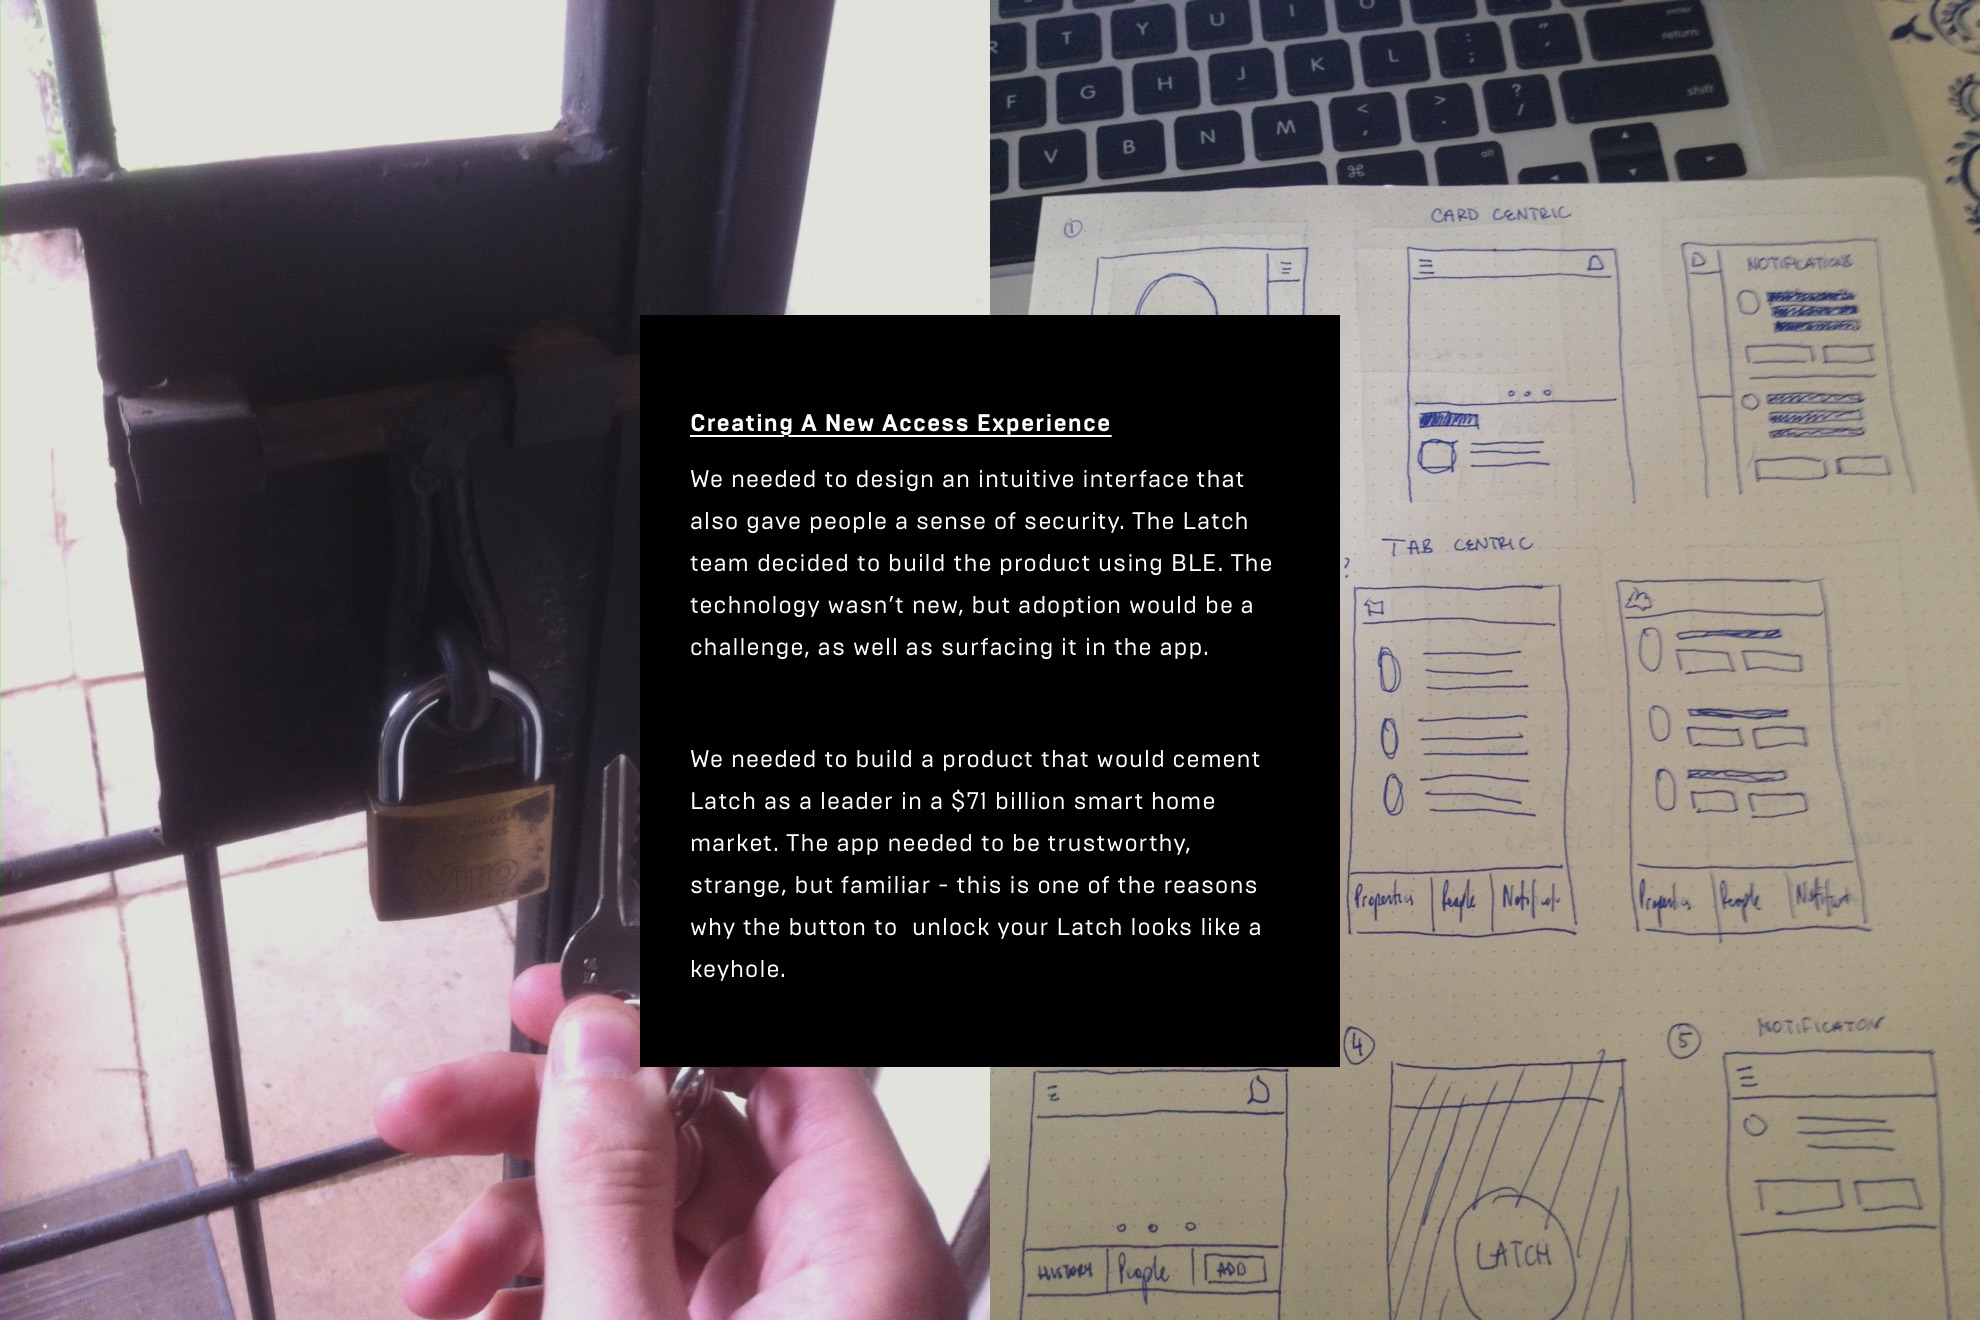 R T Y U I O
enter
return
F G H J K L : ; " '
V B N M < , > . ? /
shift
⌘ alt
①
CARD CENTRIC
NOTIFICATIONS
Creating A New Access Experience
We needed to design an intuitive interface that
also gave people a sense of security. The Latch
team decided to build the product using BLE. The
technology wasn’t new, but adoption would be a
challenge, as well as surfacing it in the app.
We needed to build a product that would cement
Latch as a leader in a $71 billion smart home
market. The app needed to be trustworthy,
strange, but familiar - this is one of the reasons
why the button to  unlock your Latch looks like a
keyhole.
Viro
?
TAB CENTRIC
Properties People
Properties People
④
⑤ NOTIFICATION
HISTORY People ADD
LATCH